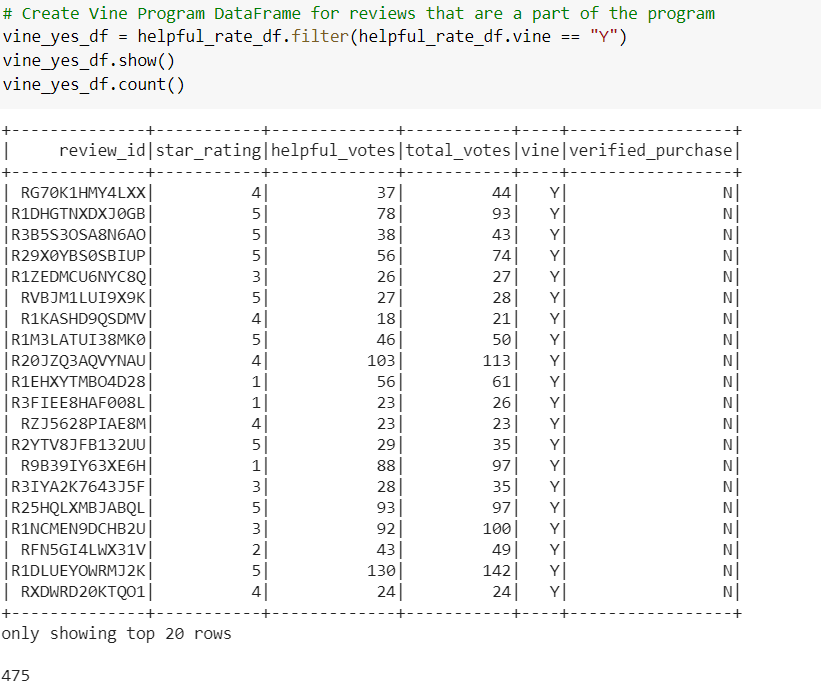 # Create Vine Program DataFrame for reviews that are a part of the program
vine_yes_df = helpful_rate_df.filter(helpful_rate_df.vine == "Y")
vine_yes_df.show()
vine_yes_df.count()
+--------------+-----------+-------------+-----------+----+-----------------+
|     review_id|star_rating|helpful_votes|total_votes|vine|verified_purchase|
+--------------+-----------+-------------+-----------+----+-----------------+
| RG70K1HMY4LXX|          4|           37|         44|   Y|                N|
|R1DHGTNXDXJ0GB|          5|           78|         93|   Y|                N|
|R3B5S3OSA8N6AO|          5|           38|         43|   Y|                N|
|R29X0YBS0SBIUP|          5|           56|         74|   Y|                N|
|R1ZEDMCU6NYC8Q|          3|           26|         27|   Y|                N|
| RVBJM1LUI9X9K|          5|           27|         28|   Y|                N|
| R1KASHD9QSDMV|          4|           18|         21|   Y|                N|
|R1M3LATUI38MK0|          5|           46|         50|   Y|                N|
|R20JZQ3AQVYNAU|          4|          103|        113|   Y|                N|
|R1EHXYTMBO4D28|          1|           56|         61|   Y|                N|
|R3FIEE8HAF008L|          1|           23|         26|   Y|                N|
| RZJ5628PIAE8M|          4|           23|         23|   Y|                N|
|R2YTV8JFB132UU|          5|           29|         35|   Y|                N|
| R9B39IY63XE6H|          1|           88|         97|   Y|                N|
|R3IYA2K7643J5F|          3|           28|         35|   Y|                N|
|R25HQLXMBJABQL|          5|           93|         97|   Y|                N|
|R1NCMEN9DCHB2U|          3|           92|        100|   Y|                N|
| RFN5GI4LWX31V|          2|           43|         49|   Y|                N|
|R1DLUEYOWRMJ2K|          5|          130|        142|   Y|                N|
| RXDWRD20KTQO1|          4|           24|         24|   Y|                N|
+--------------+-----------+-------------+-----------+----+-----------------+
only showing top 20 rows
475